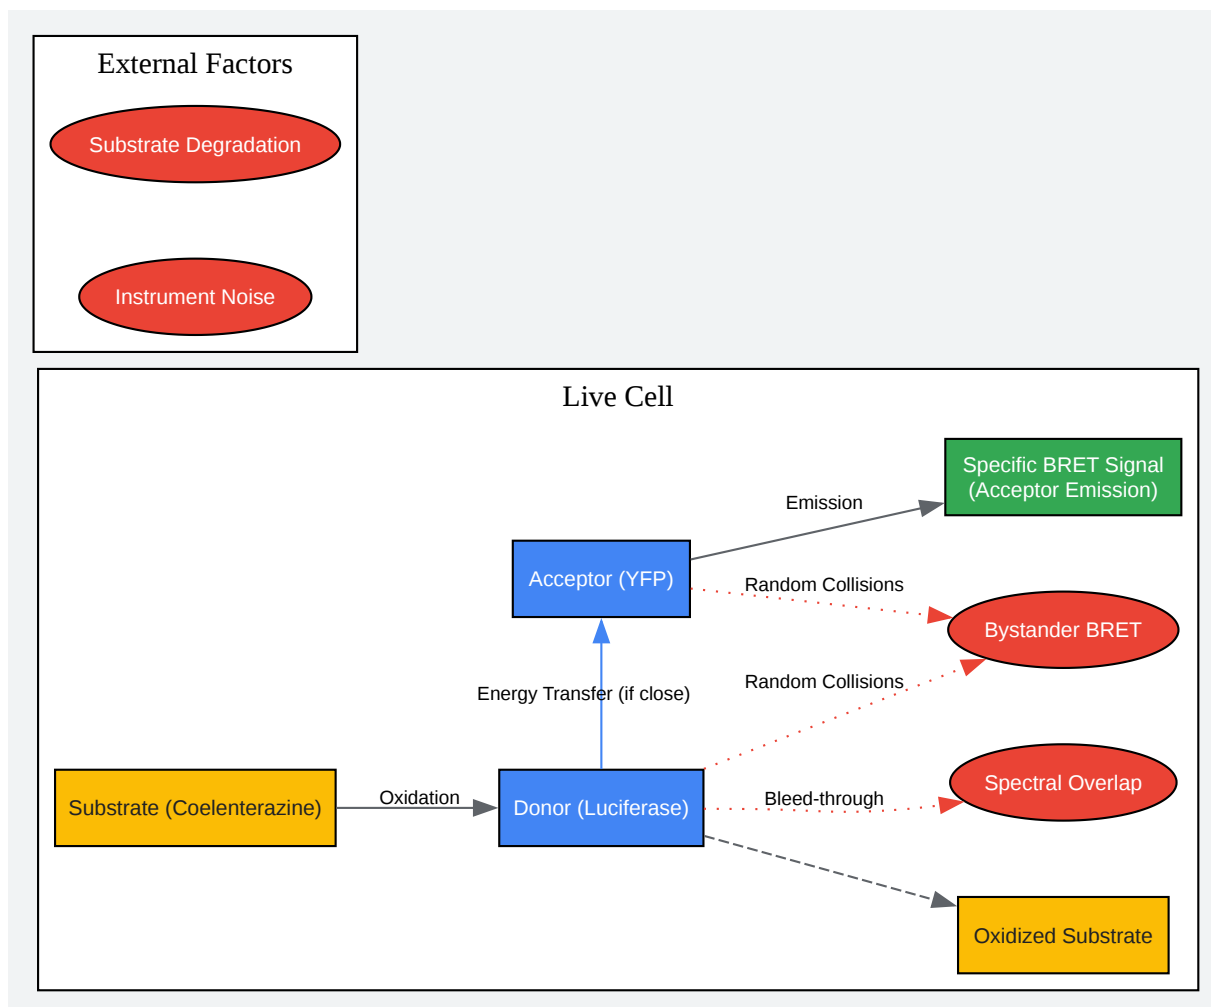 External Factors
Substrate Degradation
Instrument Noise
Live Cell
Specific BRET Signal
(Acceptor Emission)
Emission
Acceptor (YFP)
Random Collisions
Bystander BRET
Random Collisions
Energy Transfer (if close)
Spectral Overlap
Bleed-through
Substrate (Coelenterazine)
Oxidation
Donor (Luciferase)
Oxidized Substrate